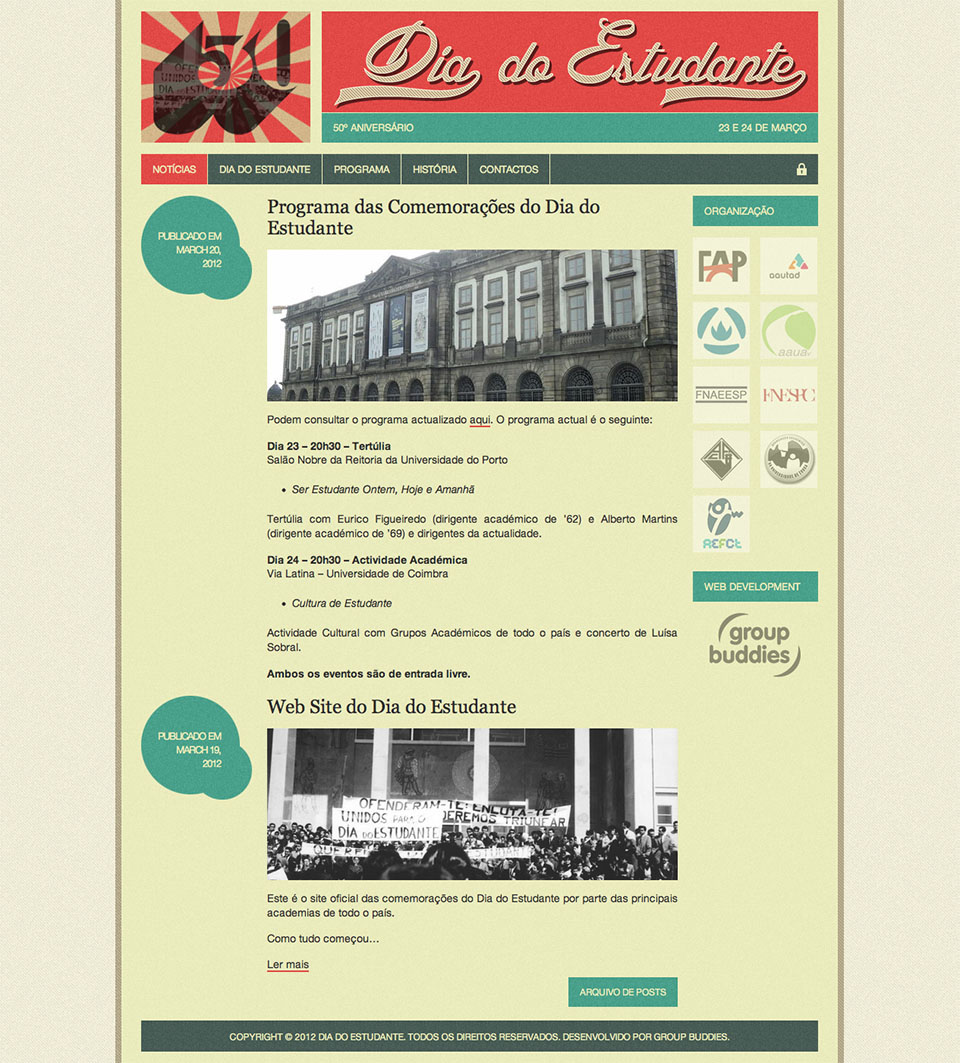 50
Dia do Estudante
50º ANIVERSÁRIO
23 E 24 DE MARÇO
NOTÍCIAS
DIA DO ESTUDANTE
PROGRAMA
HISTÓRIA
CONTACTOS
PUBLICADO EM
MARCH 20,
2012
Programa das Comemorações do Dia do
Estudante
Podem consultar o programa actualizado aqui. O programa actual é o seguinte:
Dia 23 – 20h30 – Tertúlia
Salão Nobre da Reitoria da Universidade do Porto
• Ser Estudante Ontem, Hoje e Amanhã
Tertúlia com Eurico Figueiredo (dirigente académico de ’62) e Alberto Martins
(dirigente académico de ’69) e dirigentes da actualidade.
Dia 24 – 20h30 – Actividade Académica
Via Latina – Universidade de Coimbra
• Cultura de Estudante
Actividade Cultural com Grupos Académicos de todo o país e concerto de Luísa
Sobral.
Ambos os eventos são de entrada livre.
PUBLICADO EM
MARCH 19,
2012
Web Site do Dia do Estudante
OFENDERAM-TE: ENLUTA-TE!
UNIDOS PARA O
QUEREMOS TRIUNFAR
DIA DO ESTUDANTE
Este é o site oficial das comemorações do Dia do Estudante por parte das principais
academias de todo o país.
Como tudo começou…
Ler mais
ARQUIVO DE POSTS
ORGANIZAÇÃO
FAP
aautad
aaua
FNAEESP
FNESPC
AEFCt
WEB DEVELOPMENT
group
buddies
COPYRIGHT © 2012 DIA DO ESTUDANTE. TODOS OS DIREITOS RESERVADOS. DESENVOLVIDO POR GROUP BUDDIES.